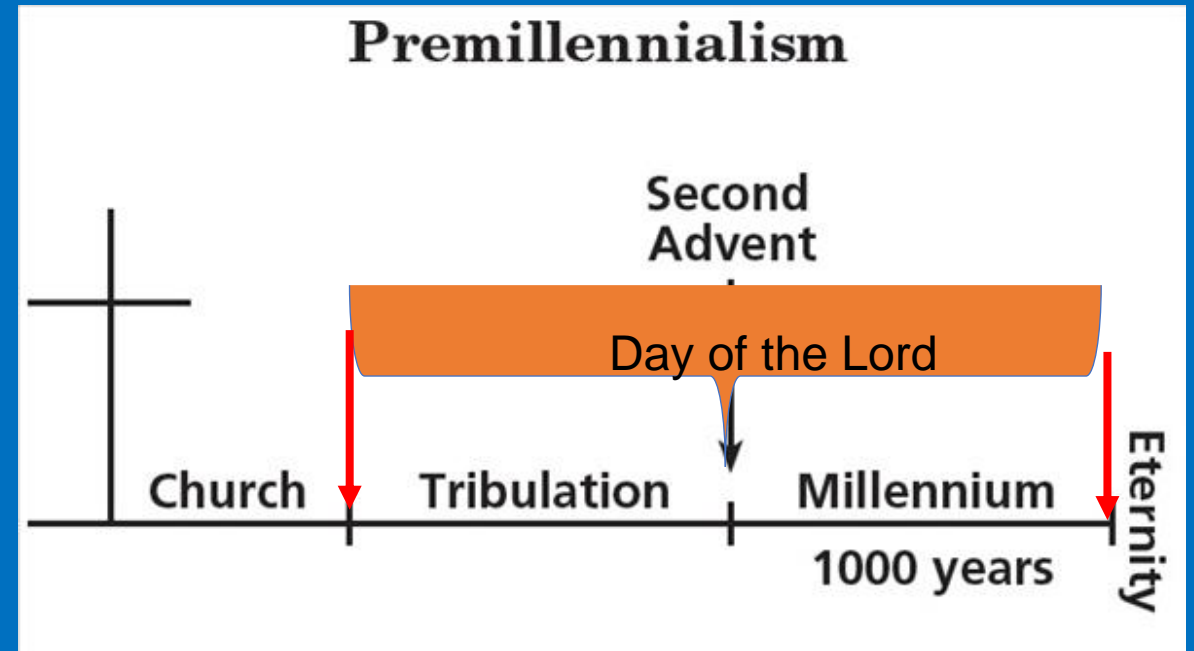 Premillennialism
Second
Advent
Day of the Lord
Church
Tribulation
Millennium
1000 years
Eternity